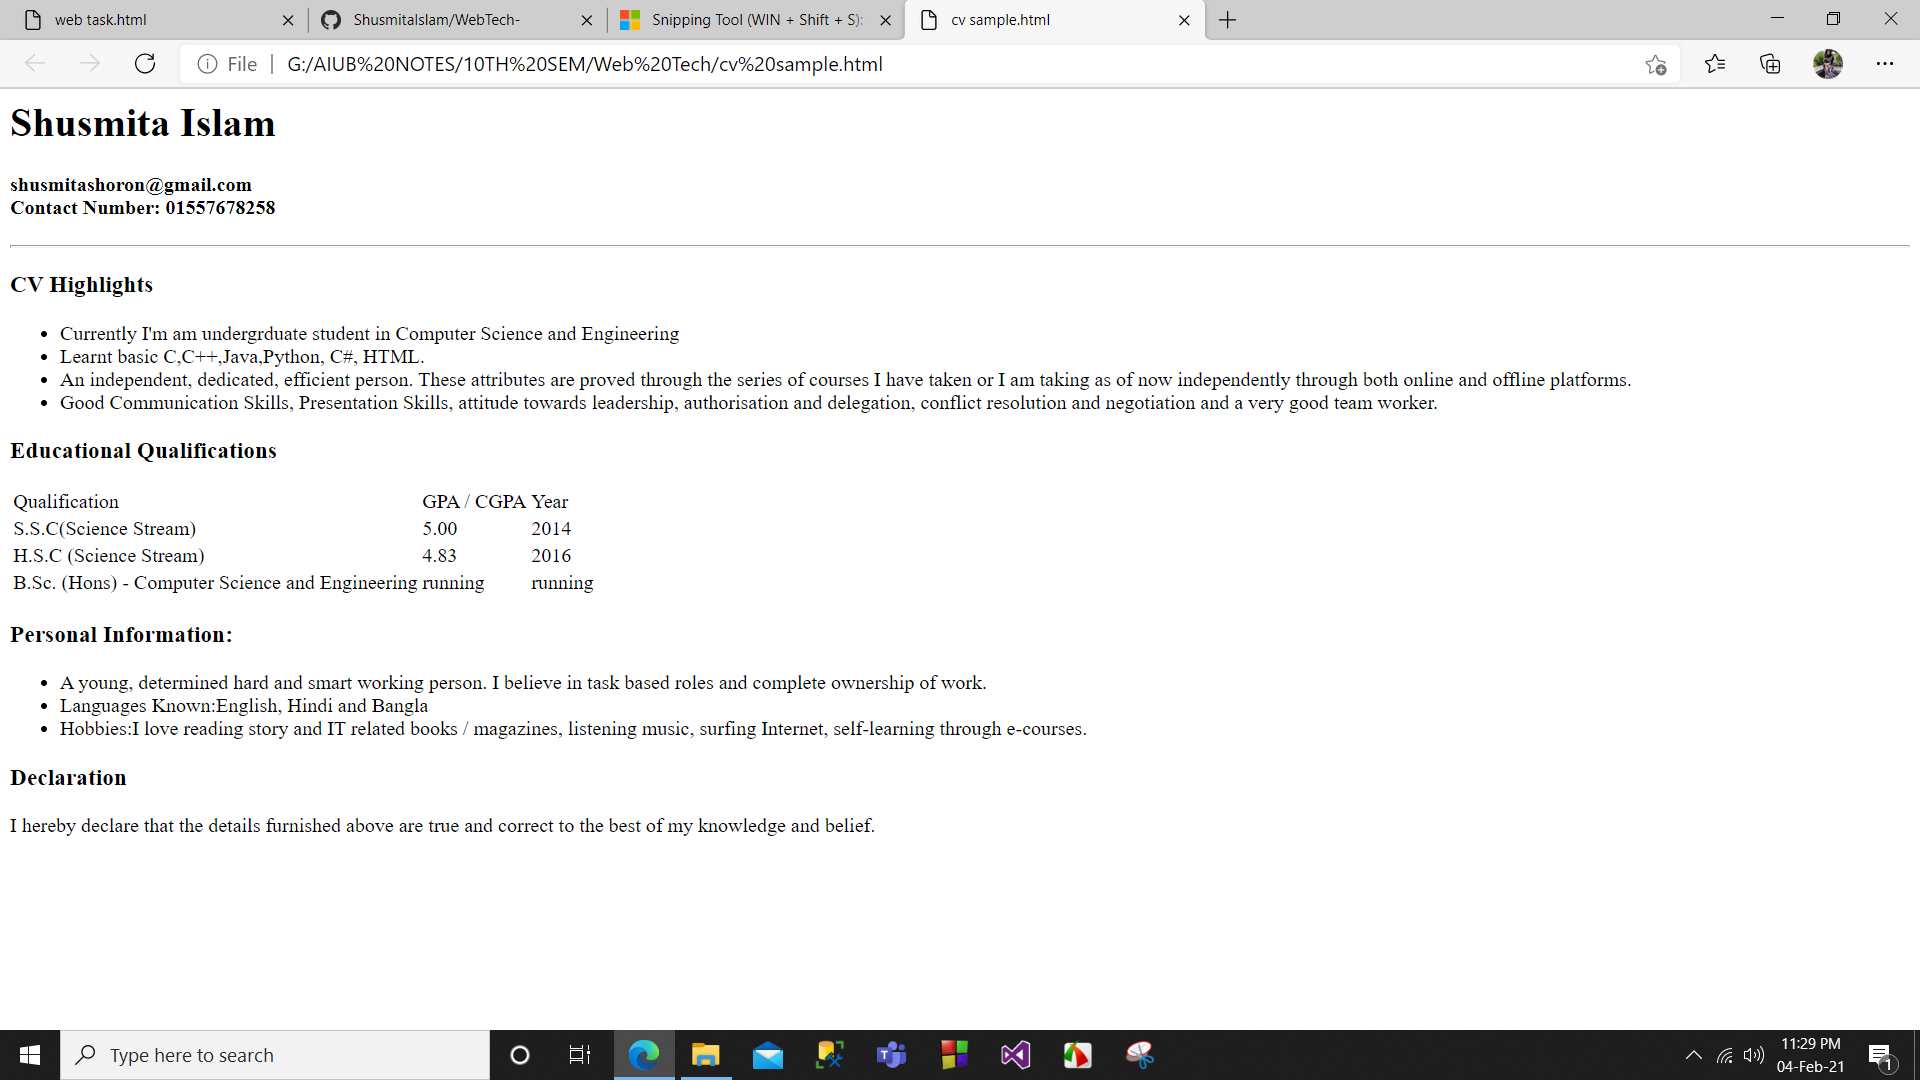 web task.html
ShusmitaIslam/WebTech-
Snipping Tool (WIN + Shift + S):
cv sample.html
File
G:/AIUB%20NOTES/10TH%20SEM/Web%20Tech/cv%20sample.html
Shusmita Islam
shusmitashoron@gmail.com
Contact Number: 01557678258
CV Highlights
• Currently I'm am undergrduate student in Computer Science and Engineering
• Learnt basic C,C++,Java,Python, C#, HTML.
• An independent, dedicated, efficient person. These attributes are proved through the series of courses I have taken or I am taking as of now independently through both online and offline platforms.
• Good Communication Skills, Presentation Skills, attitude towards leadership, authorisation and delegation, conflict resolution and negotiation and a very good team worker.
Educational Qualifications
Qualification GPA / CGPA Year
S.S.C(Science Stream) 5.00 2014
H.S.C (Science Stream) 4.83 2016
B.Sc. (Hons) - Computer Science and Engineering running running
Personal Information:
• A young, determined hard and smart working person. I believe in task based roles and complete ownership of work.
• Languages Known:English, Hindi and Bangla
• Hobbies:I love reading story and IT related books / magazines, listening music, surfing Internet, self-learning through e-courses.
Declaration
I hereby declare that the details furnished above are true and correct to the best of my knowledge and belief.
Type here to search
11:29 PM
04-Feb-21
1